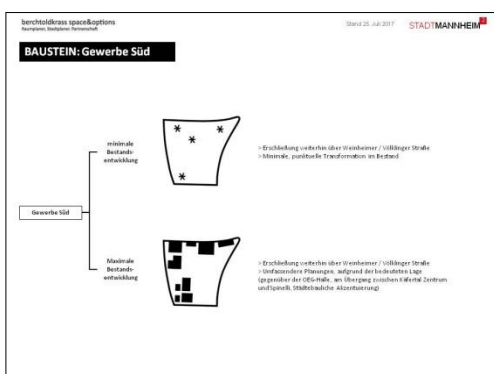 berchtoldkrass space&options
Raumplaner, Stadtplaner. Partnerschaft
Stand 25. Juli 2017
STADTMANNHEIM²
BAUSTEIN: Gewerbe Süd
minimale
Bestands-
entwicklung
> Erschließung weiterhin über Weinheimer / Völklinger Straße
> Minimale, punktuelle Transformation im Bestand
Gewerbe Süd
Maximale
Bestands-
entwicklung
> Erschließung weiterhin über Weinheimer / Völklinger Straße
> Umfassendere Planungen, aufgrund der bedeuteten Lage
(gegenüber der OEG-Halle, am Übergang zwischen Käfertal Zentrum
und Spinelli, Städtebauliche Akzentuierung)